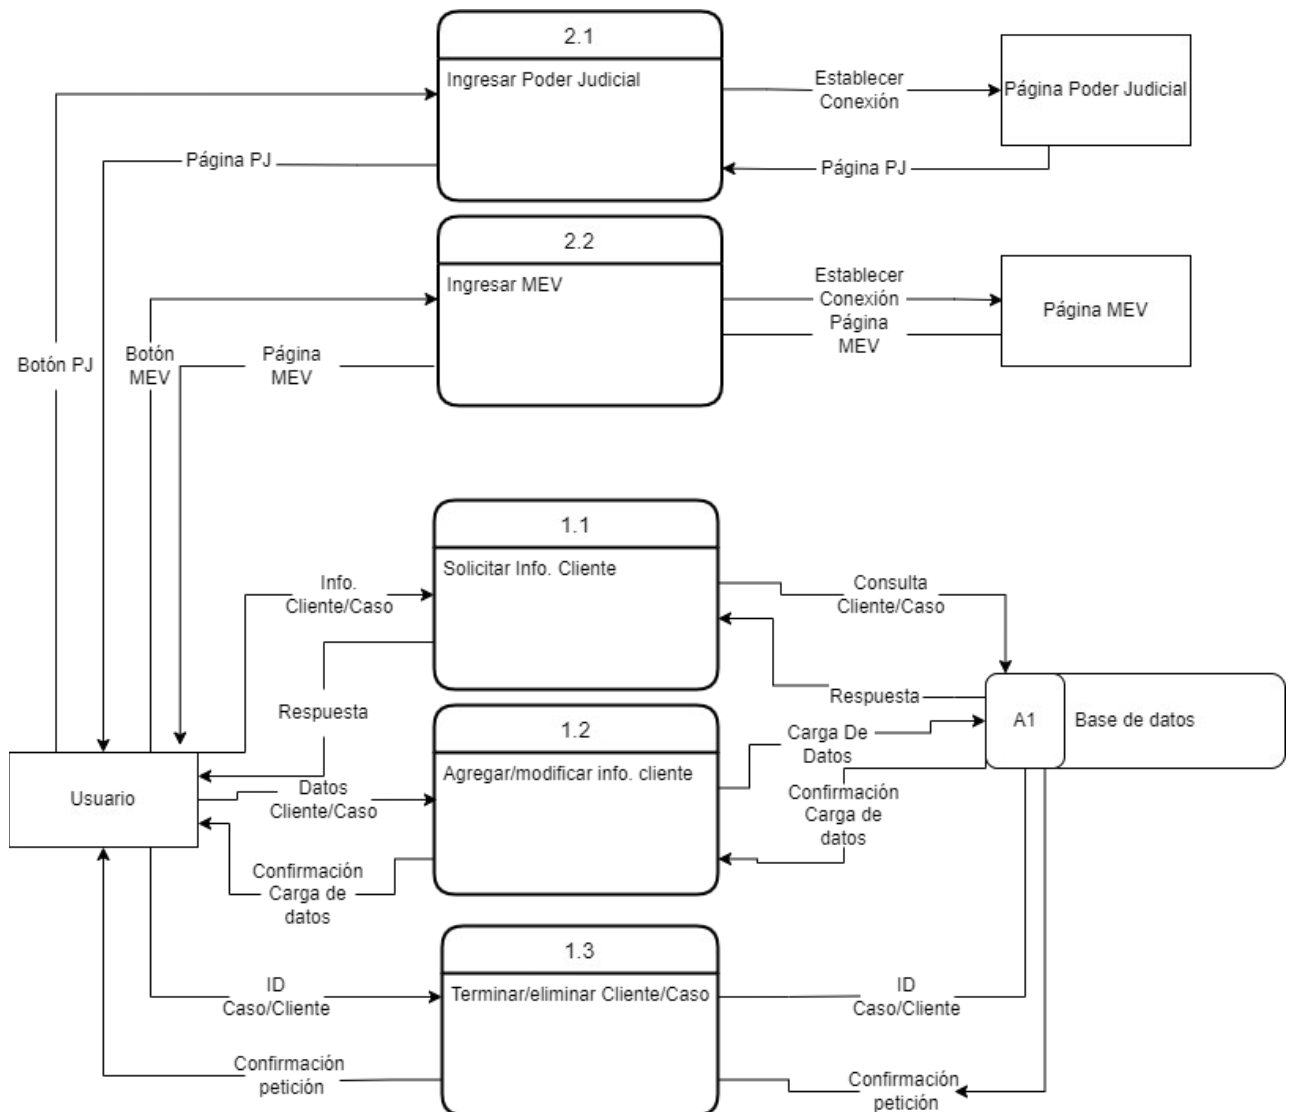 2.1
Ingresar Poder Judicial
Establecer
Conexión
Página Poder Judicial
Página PJ
Página PJ
2.2
Ingresar MEV
Establecer
Conexión
Página
MEV
Página MEV
Botón PJ
Botón
MEV
Página
MEV
1.1
Solicitar Info. Cliente
Info.
Cliente/Caso
Consulta
Cliente/Caso
Respuesta
Respuesta
1.2
Agregar/modificar info. cliente
Carga De
Datos
A1
Base de datos
Usuario
Datos
Cliente/Caso
Confirmación
Carga de
datos
Confirmación
Carga de
datos
1.3
Terminar/eliminar Cliente/Caso
ID
Caso/Cliente
ID
Caso/Cliente
Confirmación
petición
Confirmación
petición